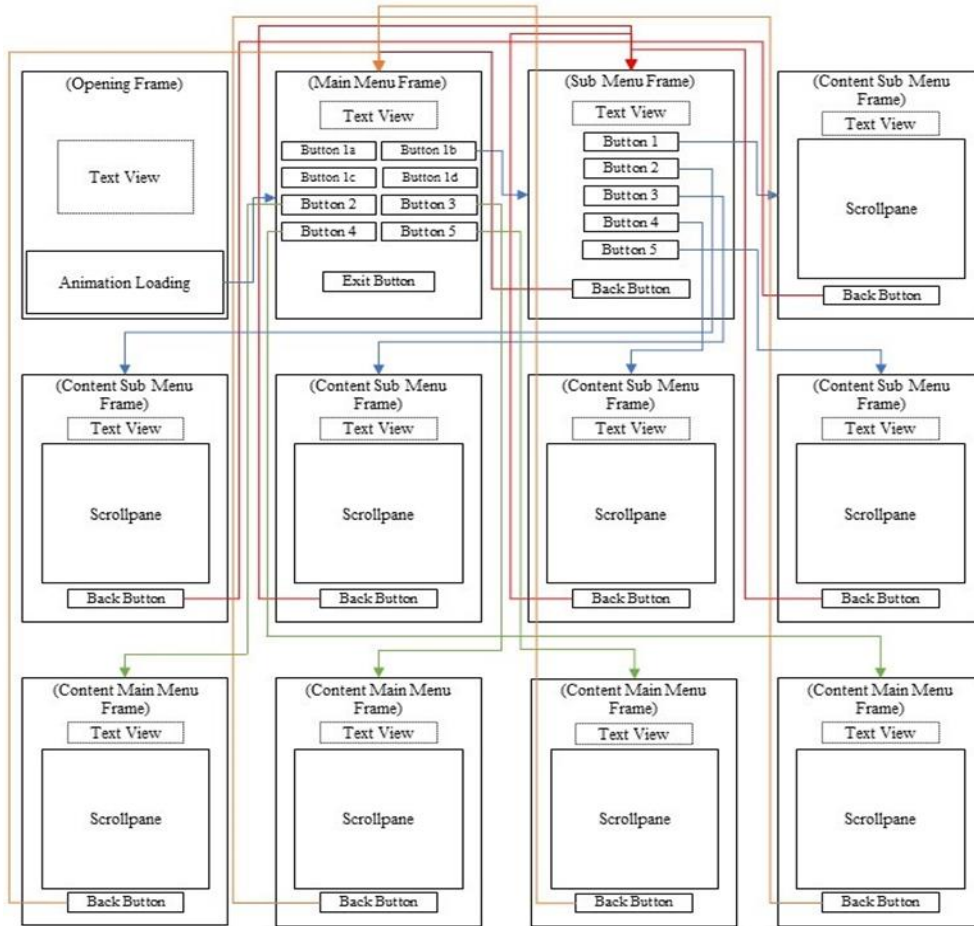 (Opening Frame)
Text View
Animation Loading
(Main Menu Frame)
Text View
Button 1a
Button 1b
Button 1c
Button 1d
Button 2
Button 3
Button 4
Button 5
Exit Button
(Sub Menu Frame)
Text View
Button 1
Button 2
Button 3
Button 4
Button 5
Back Button
(Content Sub Menu
Frame)
Text View
Scrollpane
Back Button
(Content Sub Menu
Frame)
Text View
Scrollpane
Back Button
(Content Sub Menu
Frame)
Text View
Scrollpane
Back Button
(Content Sub Menu
Frame)
Text View
Scrollpane
Back Button
(Content Sub Menu
Frame)
Text View
Scrollpane
Back Button
(Content Main Menu
Frame)
Text View
Scrollpane
Back Button
(Content Main Menu
Frame)
Text View
Scrollpane
Back Button
(Content Main Menu
Frame)
Text View
Scrollpane
Back Button
(Content Main Menu
Frame)
Text View
Scrollpane
Back Button